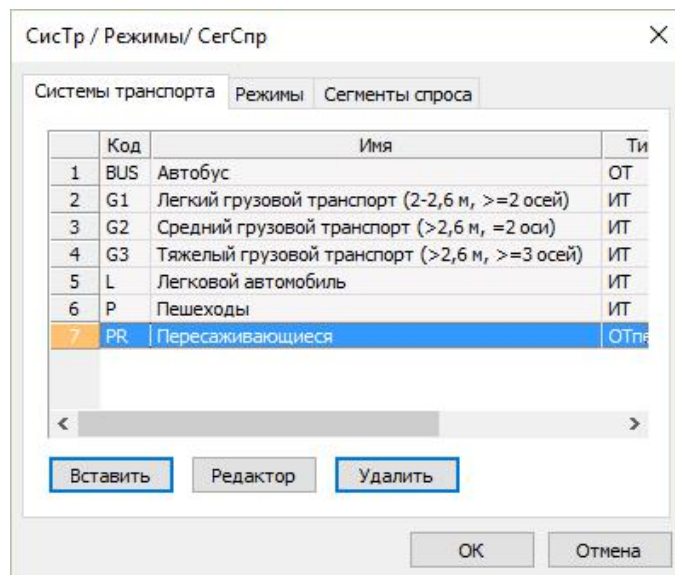 СисТр / Режимы/ СегСпр
Системы транспорта Режимы Сегменты спроса
Код Имя Ти
1 BUS Автобус ОТ
2 G1 Легкий грузовой транспорт (2-2,6 м, >=2 осей) ИТ
3 G2 Средний грузовой транспорт (>2,6 м, =2 оси) ИТ
4 G3 Тяжелый грузовой транспорт (>2,6 м, >=3 осей) ИТ
5 L Легковой автомобиль ИТ
6 P Пешеходы ИТ
7 PR Пересаживающиеся ОТпе
Вставить Редактор Удалить
ОК Отмена